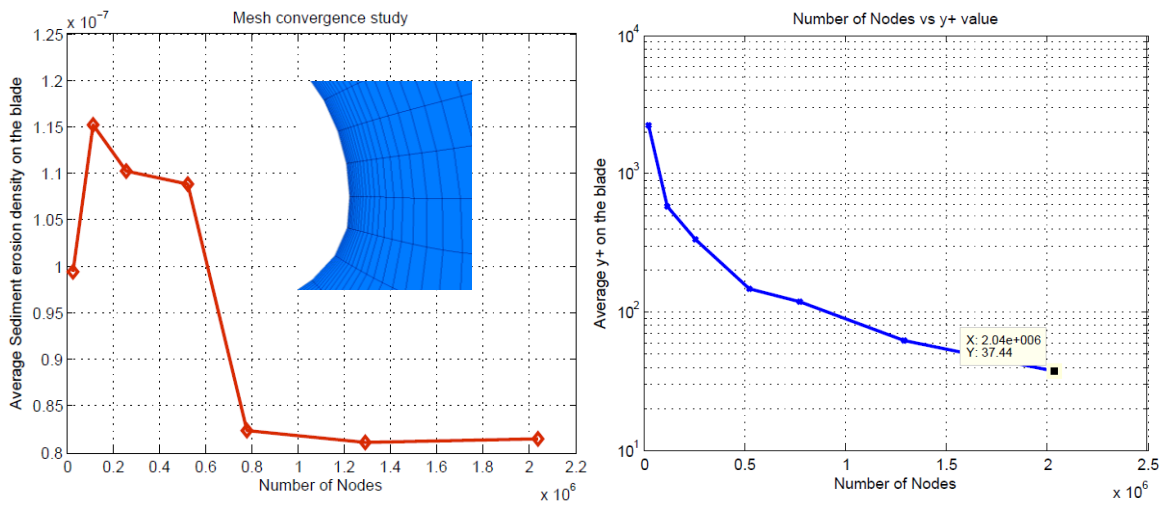 Mesh convergence study
x 10^-7
Average Sediment erosion density on the blade
1.25
1.2
1.15
1.1
1.05
1
0.95
0.9
0.85
0.8
0 0.2 0.4 0.6 0.8 1 1.2 1.4 1.6 1.8 2 2.2
Number of Nodes
x 10^6
Number of Nodes vs y+ value
Average y+ on the blade
10^4
10^3
10^2
10^1
X: 2.04e+006
Y: 37.44
0 0.5 1 1.5 2 2.5
Number of Nodes
x 10^6